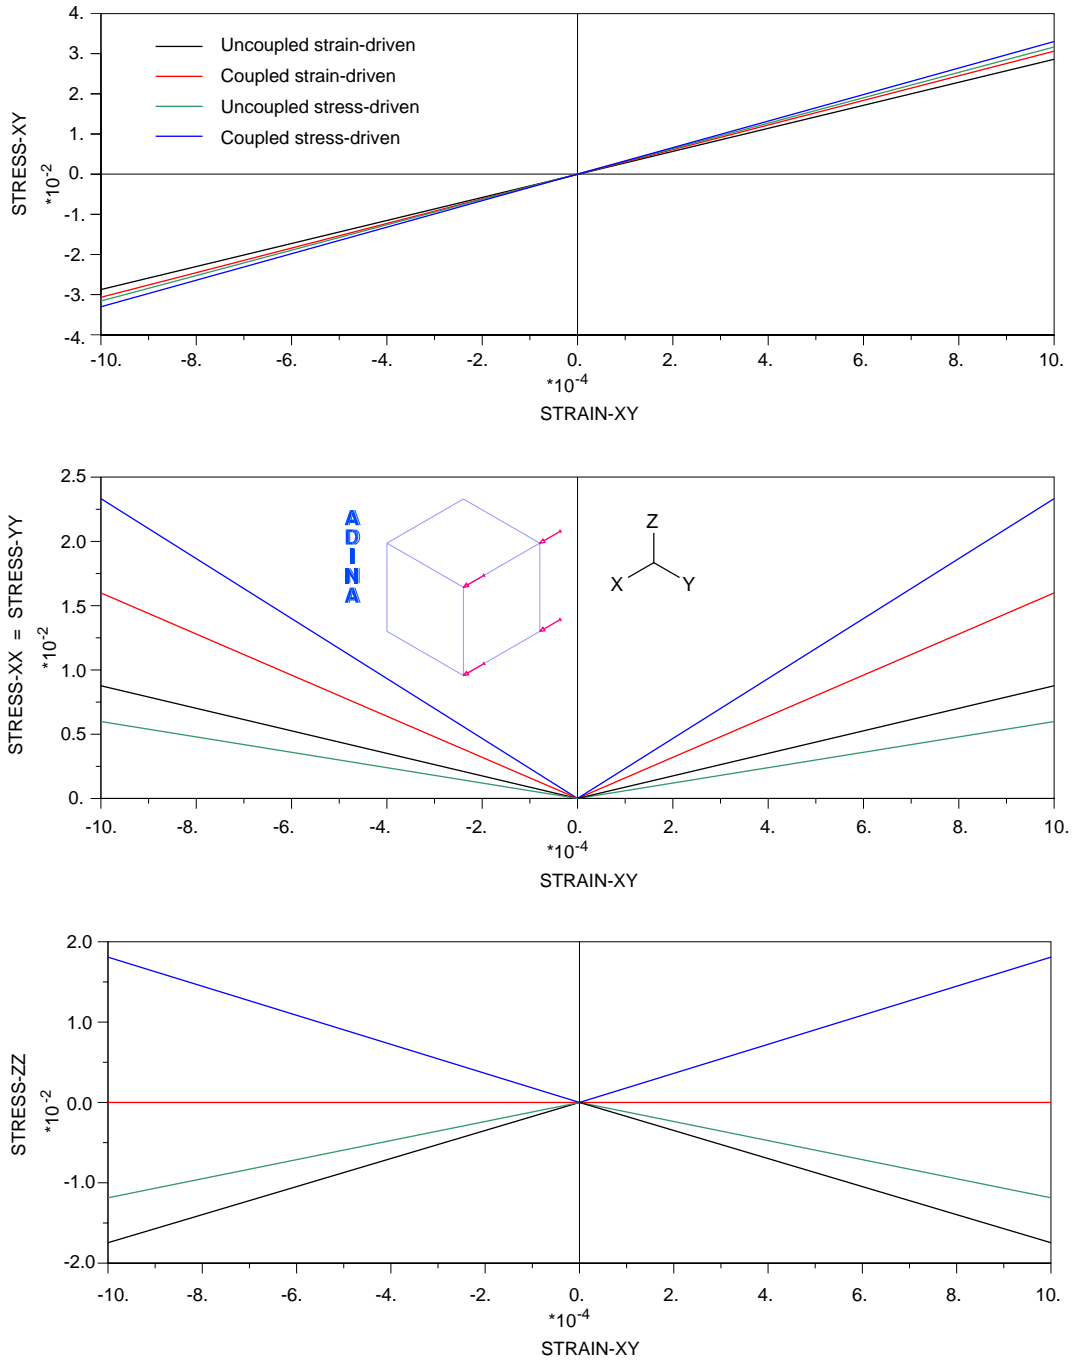 4.
3.
2.
1.
0.
-1.
-2.
-3.
-4.
STRESS-XY
*10-2
Uncoupled strain-driven
Coupled strain-driven
Uncoupled stress-driven
Coupled stress-driven
-10. -8. -6. -4. -2. 0. 2. 4. 6. 8. 10.
*10-4
STRAIN-XY
2.5
2.0
1.5
1.0
0.5
0.
STRESS-XX = STRESS-YY
*10-2
A
D
I
N
A
Z
X Y
-10. -8. -6. -4. -2. 0. 2. 4. 6. 8. 10.
*10-4
STRAIN-XY
2.0
1.0
0.0
-1.0
-2.0
STRESS-ZZ
*10-2
-10. -8. -6. -4. -2. 0. 2. 4. 6. 8. 10.
*10-4
STRAIN-XY